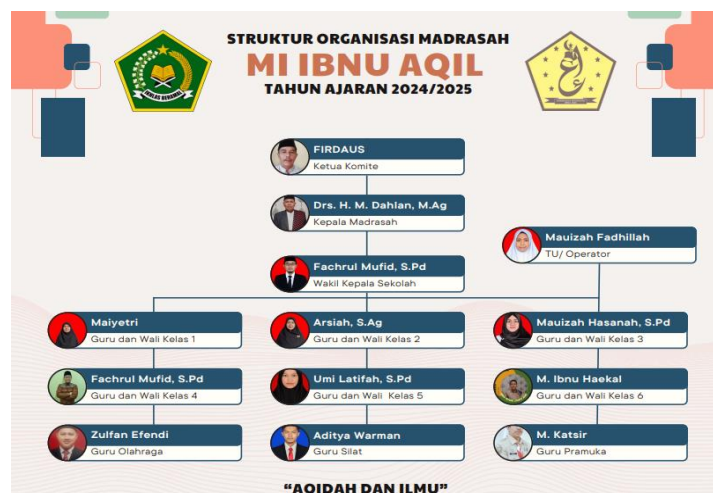 STRUKTUR ORGANISASI MADRASAH
MI IBNU AQIL
TAHUN AJARAN 2024/2025
IKHLAS BERAMAL
FIRDAUS
Ketua Komite
Drs. H. M. Dahlan, M.Ag
Kepala Madrasah
Mauizah Fadhillah
TU/ Operator
Fachrul Mufid, S.Pd
Wakil Kepala Sekolah
Maiyetri
Guru dan Wali Kelas 1
Arsiah, S.Ag
Guru dan Wali Kelas 2
Mauizah Hasanah, S.Pd
Guru dan Wali Kelas 3
Fachrul Mufid, S.Pd
Guru dan Wali Kelas 4
Umi Latifah, S.Pd
Guru dan Wali Kelas 5
M. Ibnu Haekal
Guru dan Wali Kelas 6
Zulfan Efendi
Guru Olahraga
Aditya Warman
Guru Silat
M. Katsir
Guru Pramuka
“AQIDAH DAN ILMU”